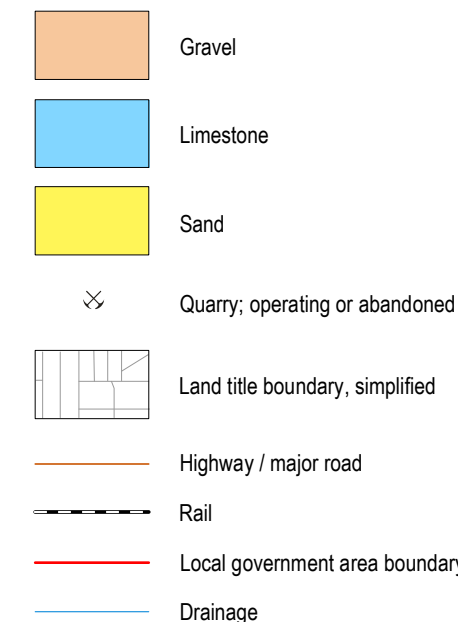 Gravel
Limestone
Sand
Quarry; operating or abandoned
Land title boundary, simplified
Highway / major road
Rail
Local government area boundary
Drainage